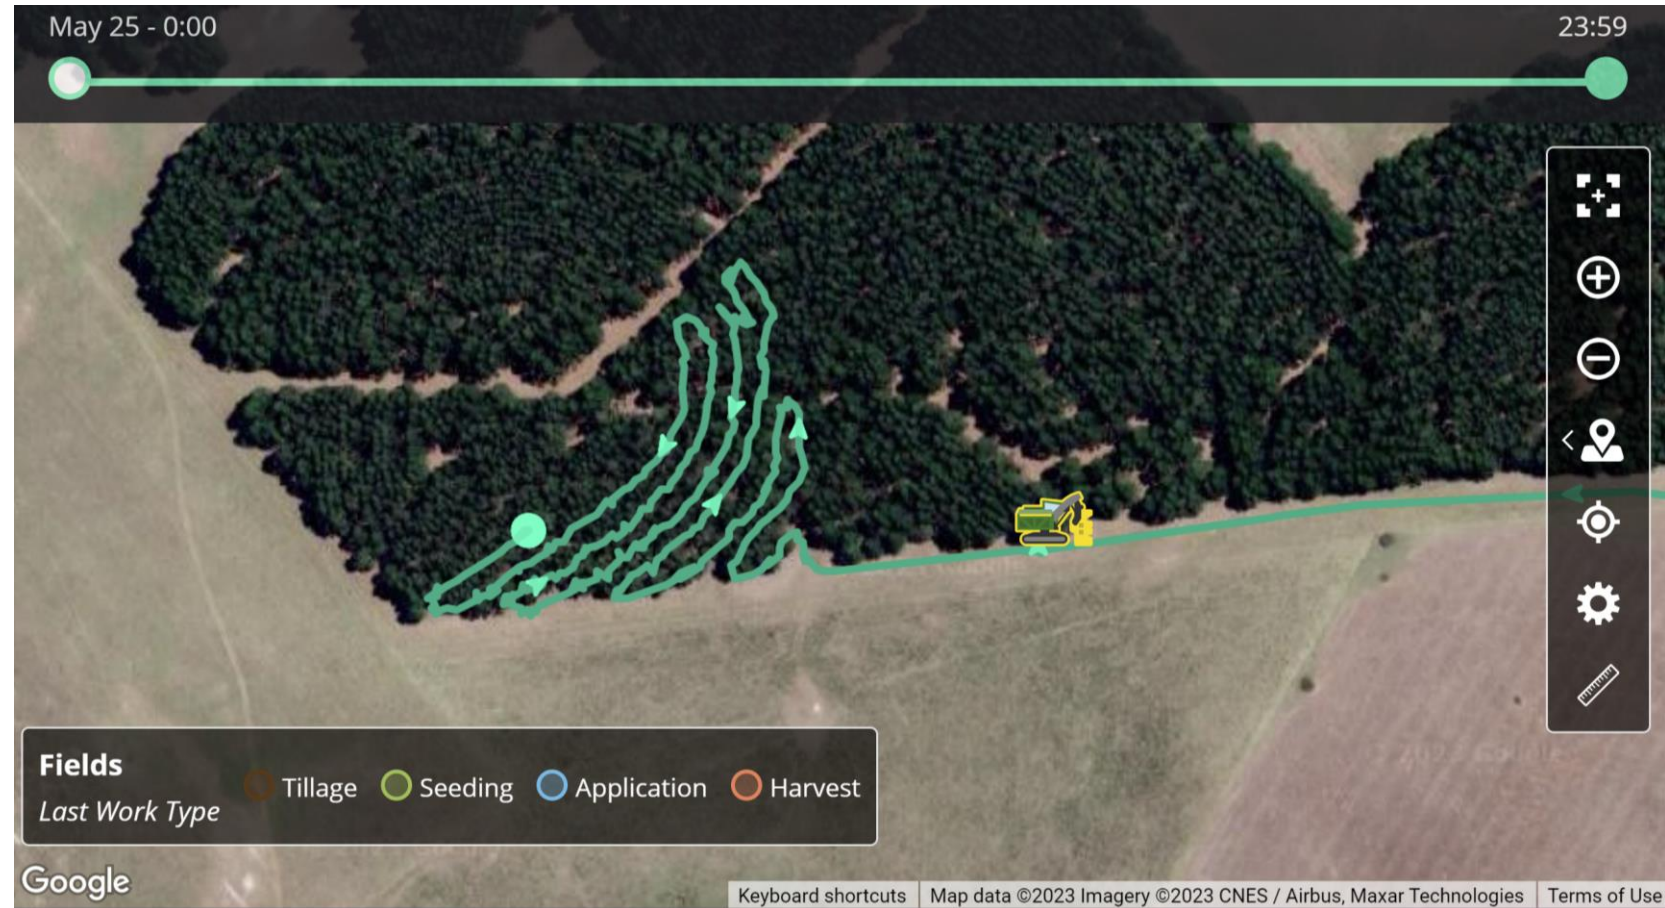 May 25 - 0:00
23:59
Fields
Last Work Type
Tillage
Seeding
Application
Harvest
Google
Keyboard shortcuts
Map data ©2023 Imagery ©2023 CNES / Airbus, Maxar Technologies
Terms of Use